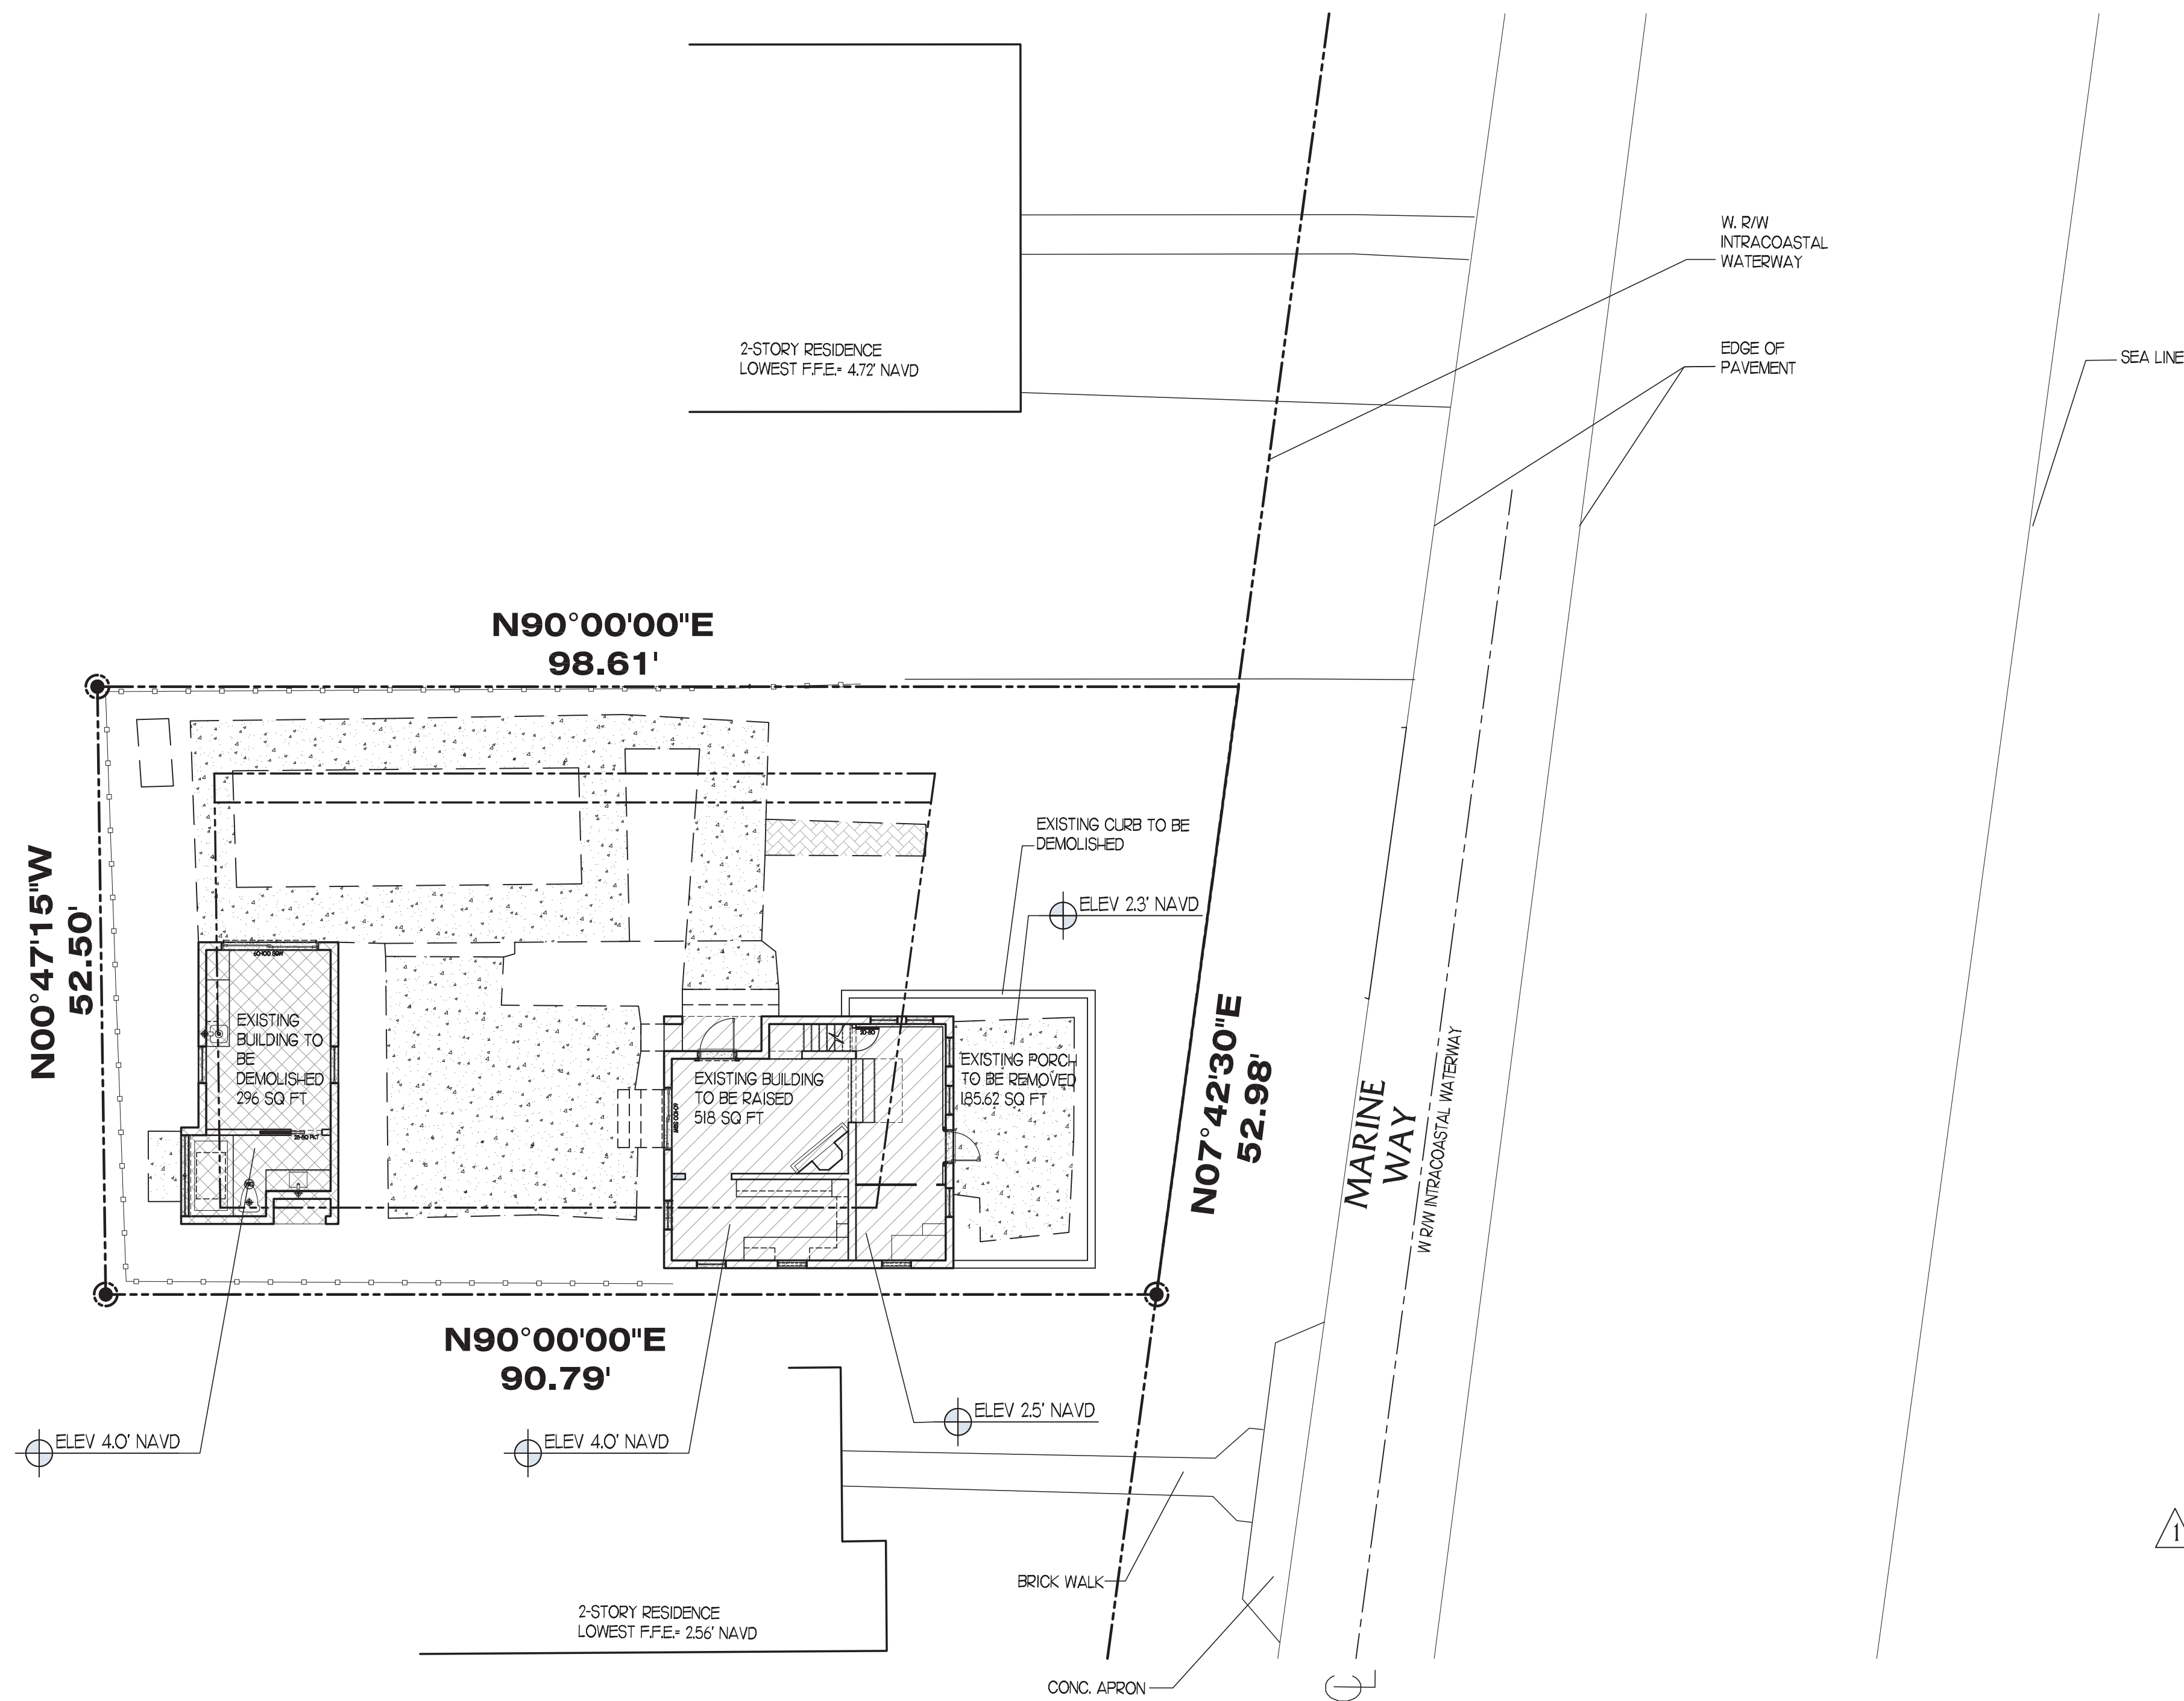 2-STORY RESIDENCE
LOWEST F.F.E.= 4.72' NAVD
W. R/W
INTRACOASTAL
WATERWAY
EDGE OF
PAVEMENT
SEA LINE
N90°00'00"E
98.61'
N00°47'15"W
52.50'
EXISTING CURB TO BE
DEMOLISHED
ELEV 2.3' NAVD
EXISTING
BUILDING TO
BE
DEMOLISHED
296 SQ FT
EXISTING BUILDING
TO BE RAISED
518 SQ FT
EXISTING PORCH
TO BE REMOVED
185.62 SQ FT
N07°42'30"E
52.98'
MARINE
WAY
W R/W INTRACOASTAL WATERWAY
N90°00'00"E
90.79'
ELEV 4.0' NAVD
ELEV 4.0' NAVD
ELEV 2.5' NAVD
BRICK WALK
2-STORY RESIDENCE
LOWEST F.F.E.= 2.56' NAVD
CONC. APRON
1